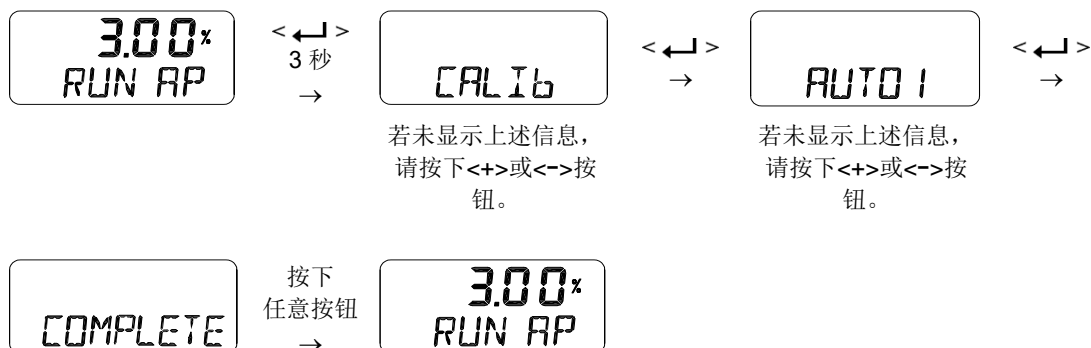 3.00%
RUN AP
<↵>
3 秒
→
CALIb
若未显示上述信息，
请按下<+>或<->按
钮。
<↵>
→
AUTO1
若未显示上述信息，
请按下<+>或<->按
钮。
<↵>
→
COMPLETE
按下
任意按钮
→
3.00%
RUN AP